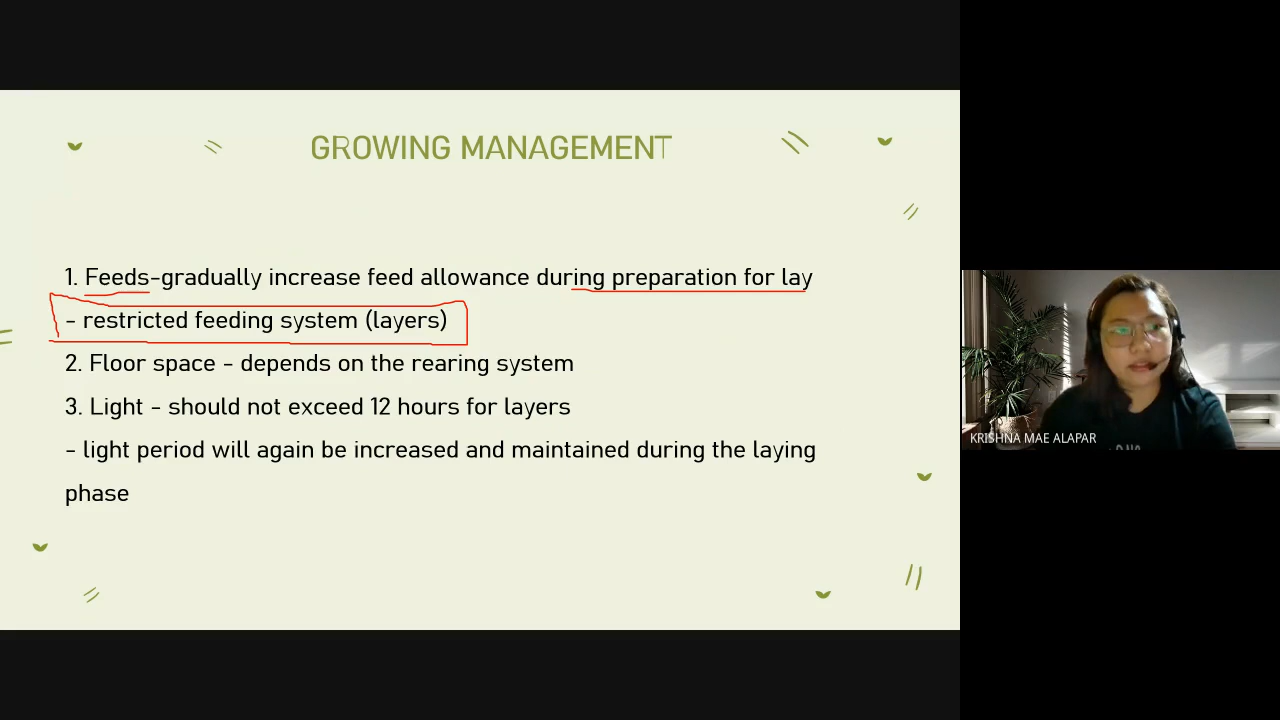 GROWING MANAGEMENT
1. Feeds-gradually increase feed allowance during preparation for lay
- restricted feeding system (layers)
2. Floor space - depends on the rearing system
3. Light - should not exceed 12 hours for layers
- light period will again be increased and maintained during the laying
phase
KRISHNA MAE ALAPAR